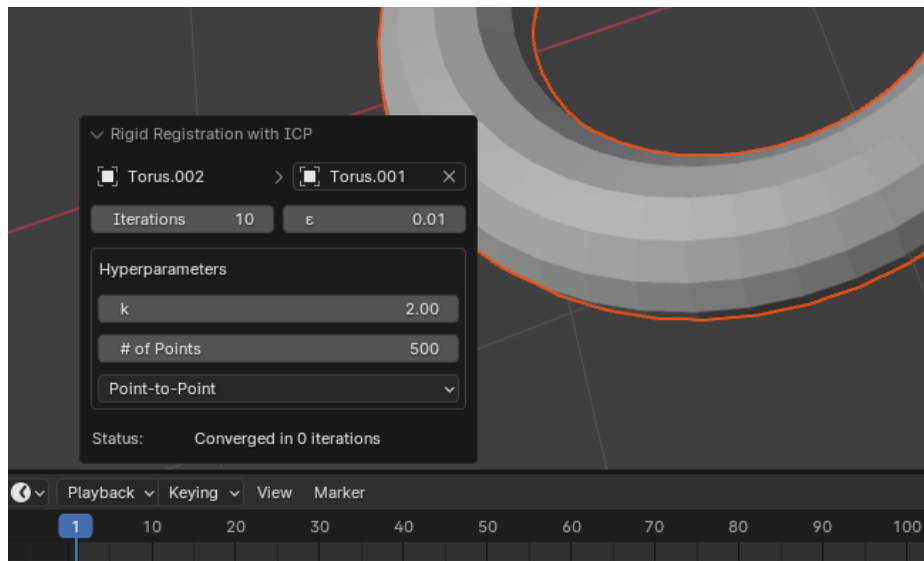 Rigid Registration with ICP
Torus.002 > Torus.001
Iterations 10 ε 0.01
Hyperparameters
k 2.00
# of Points 500
Point-to-Point
Status: Converged in 0 iterations
Playback Keying View Marker
1 10 20 30 40 50 60 70 80 90 100